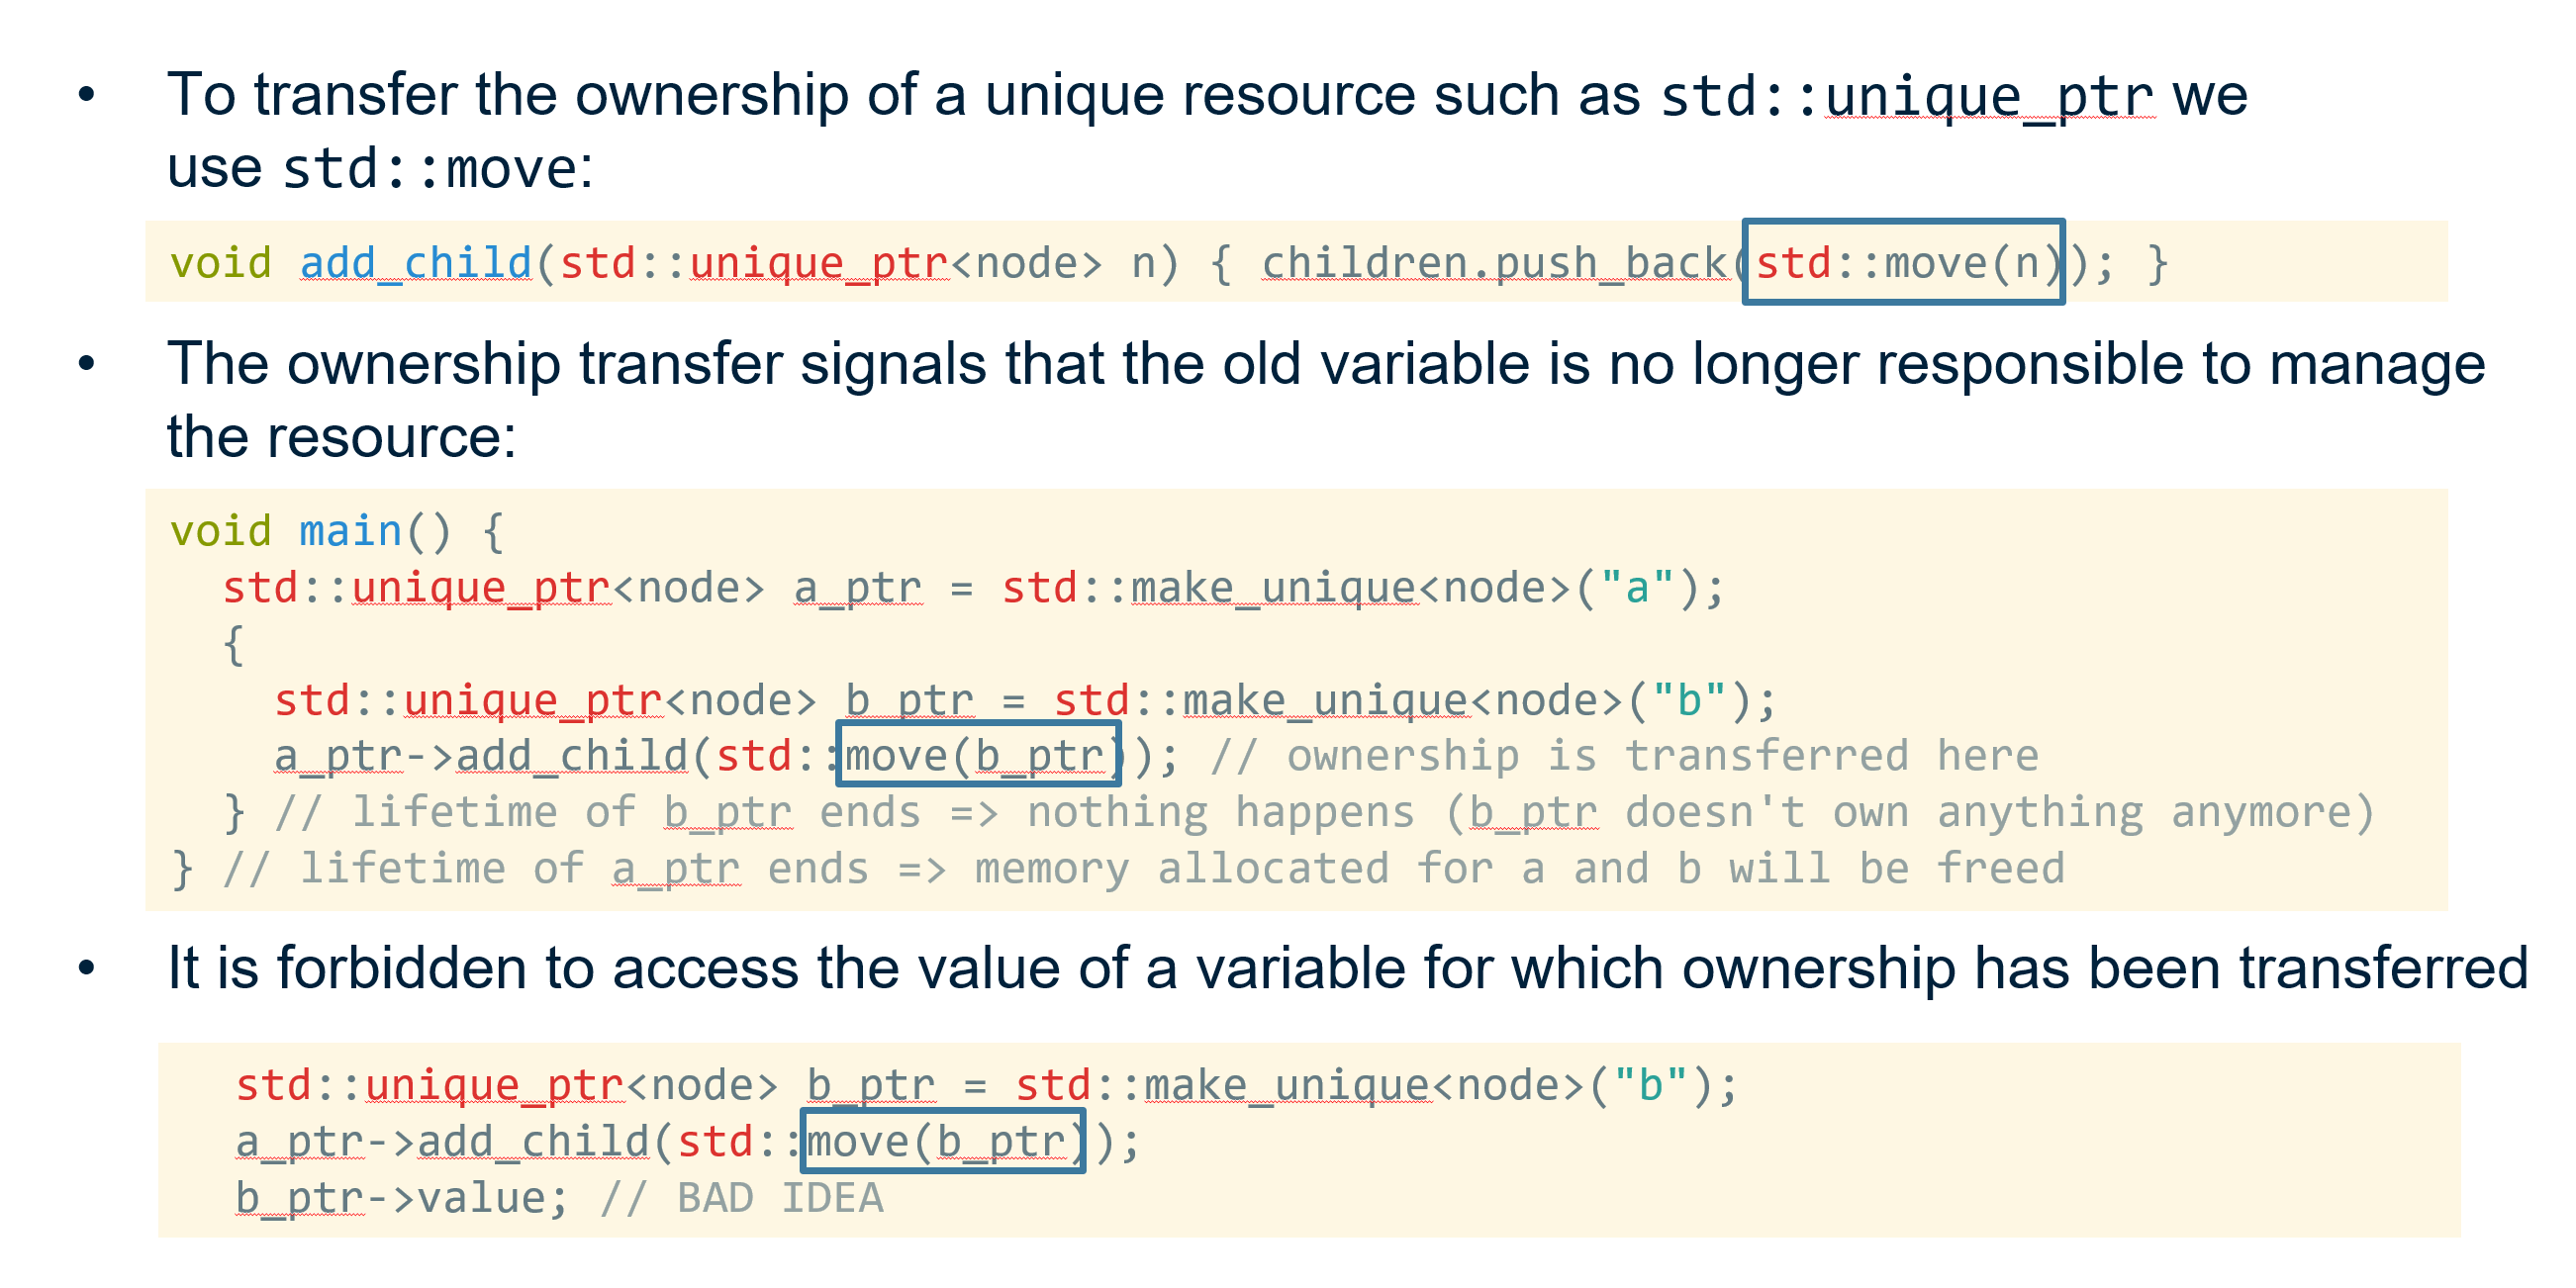 • To transfer the ownership of a unique resource such as std::unique_ptr we
use std::move:
void add_child(std::unique_ptr<node> n) { children.push_back(std::move(n)); }
• The ownership transfer signals that the old variable is no longer responsible to manage
the resource:
void main() {
  std::unique_ptr<node> a_ptr = std::make_unique<node>("a");
  {
    std::unique_ptr<node> b_ptr = std::make_unique<node>("b");
    a_ptr->add_child(std::move(b_ptr)); // ownership is transferred here
  } // lifetime of b_ptr ends => nothing happens (b_ptr doesn't own anything anymore)
} // lifetime of a_ptr ends => memory allocated for a and b will be freed
• It is forbidden to access the value of a variable for which ownership has been transferred
std::unique_ptr<node> b_ptr = std::make_unique<node>("b");
a_ptr->add_child(std::move(b_ptr));
b_ptr->value; // BAD IDEA